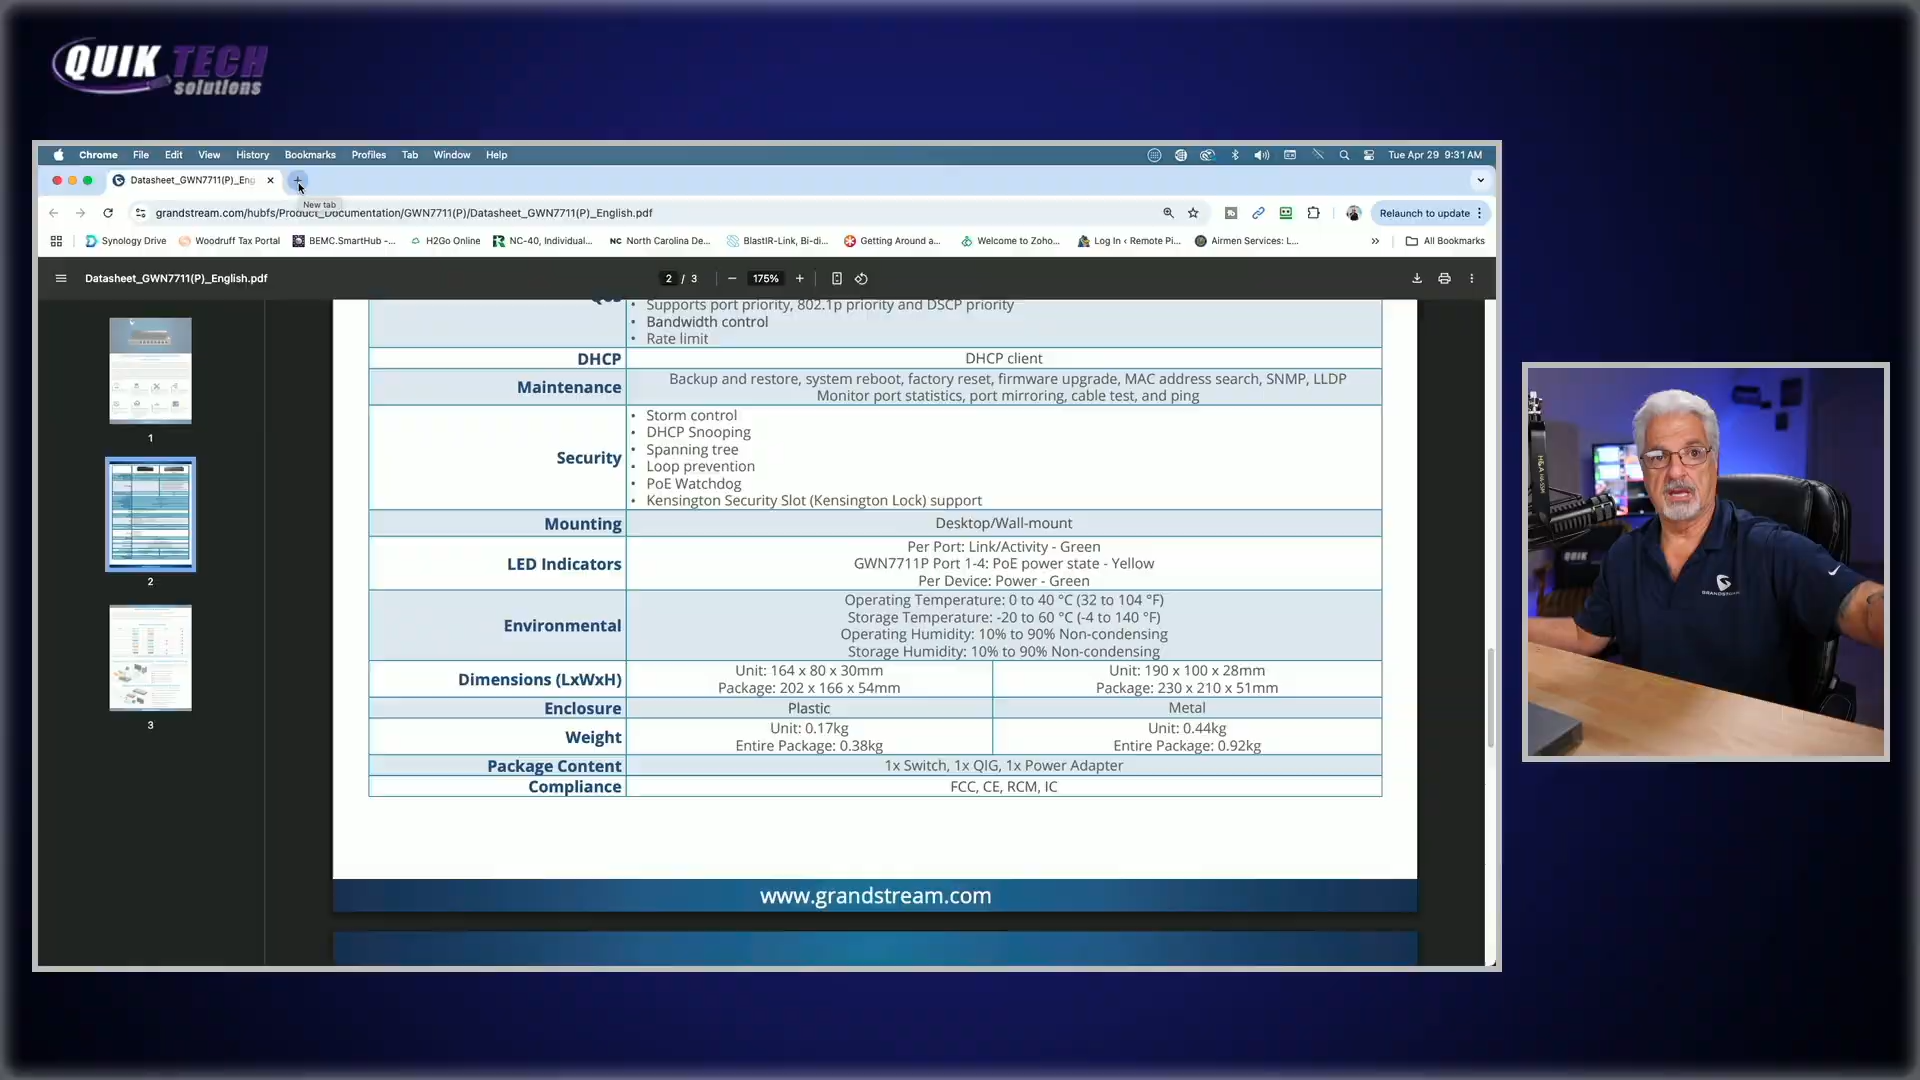 QUIK TECH
solutions
Chrome File Edit View History Bookmarks Profiles Tab Window Help
Tue Apr 29 9:31 AM
Datasheet_GWN7711(P)_Eng
New tab
grandstream.com/hubfs/Product_Documentation/GWN7711(P)/Datasheet_GWN7711(P)_English.pdf
Relaunch to update
Synology Drive Woodruff Tax Portal BEMC.SmartHub -... H2Go Online NC-40, Individual... NC North Carolina De... BlastIR-Link, Bi-di... Getting Around a... Welcome to Zoho... Log In ‹ Remote Pi... Airmen Services: L... » All Bookmarks
Datasheet_GWN7711(P)_English.pdf
2 / 3 − 175% +
1
2
3
QoS
• Supports port priority, 802.1p priority and DSCP priority
• Bandwidth control
• Rate limit
DHCP DHCP client
Maintenance
Backup and restore, system reboot, factory reset, firmware upgrade, MAC address search, SNMP, LLDP
Monitor port statistics, port mirroring, cable test, and ping
Security
• Storm control
• DHCP Snooping
• Spanning tree
• Loop prevention
• PoE Watchdog
• Kensington Security Slot (Kensington Lock) support
Mounting Desktop/Wall-mount
LED Indicators
Per Port: Link/Activity - Green
GWN7711P Port 1-4: PoE power state - Yellow
Per Device: Power - Green
Environmental
Operating Temperature: 0 to 40 °C (32 to 104 °F)
Storage Temperature: -20 to 60 °C (-4 to 140 °F)
Operating Humidity: 10% to 90% Non-condensing
Storage Humidity: 10% to 90% Non-condensing
Dimensions (LxWxH)
Unit: 164 x 80 x 30mm
Package: 202 x 166 x 54mm
Unit: 190 x 100 x 28mm
Package: 230 x 210 x 51mm
Enclosure Plastic Metal
Weight
Unit: 0.17kg
Entire Package: 0.38kg
Unit: 0.44kg
Entire Package: 0.92kg
Package Content 1x Switch, 1x QIG, 1x Power Adapter
Compliance FCC, CE, RCM, IC
www.grandstream.com
QUIK
GRANDSTREAM